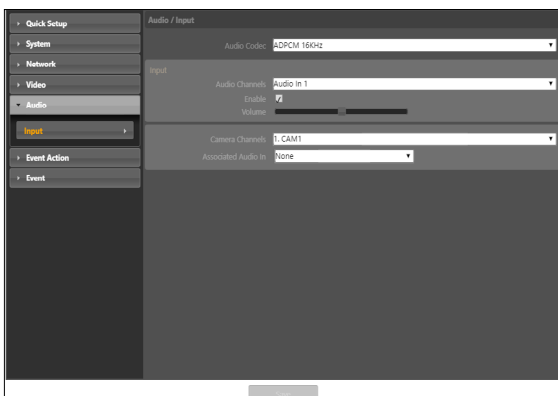 Quick Setup
System
Network
Video
Audio
Input
Event Action
Event
Audio / Input
Audio Codec ADPCM 16KHz
Input
Audio Channels Audio In 1
Enable
Volume
Camera Channels 1. CAM1
Associated Audio In None